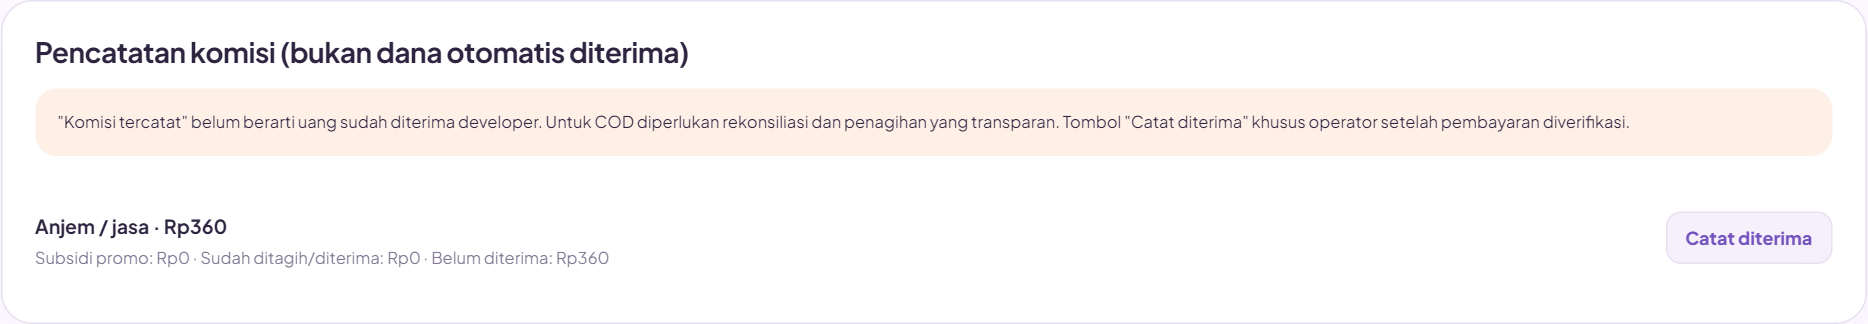 Pencatatan komisi (bukan dana otomatis diterima)
"Komisi tercatat" belum berarti uang sudah diterima developer. Untuk COD diperlukan rekonsiliasi dan penagihan yang transparan. Tombol "Catat diterima" khusus operator setelah pembayaran diverifikasi.
Anjem / jasa · Rp360
Subsidi promo: Rp0 · Sudah ditagih/diterima: Rp0 · Belum diterima: Rp360
Catat diterima